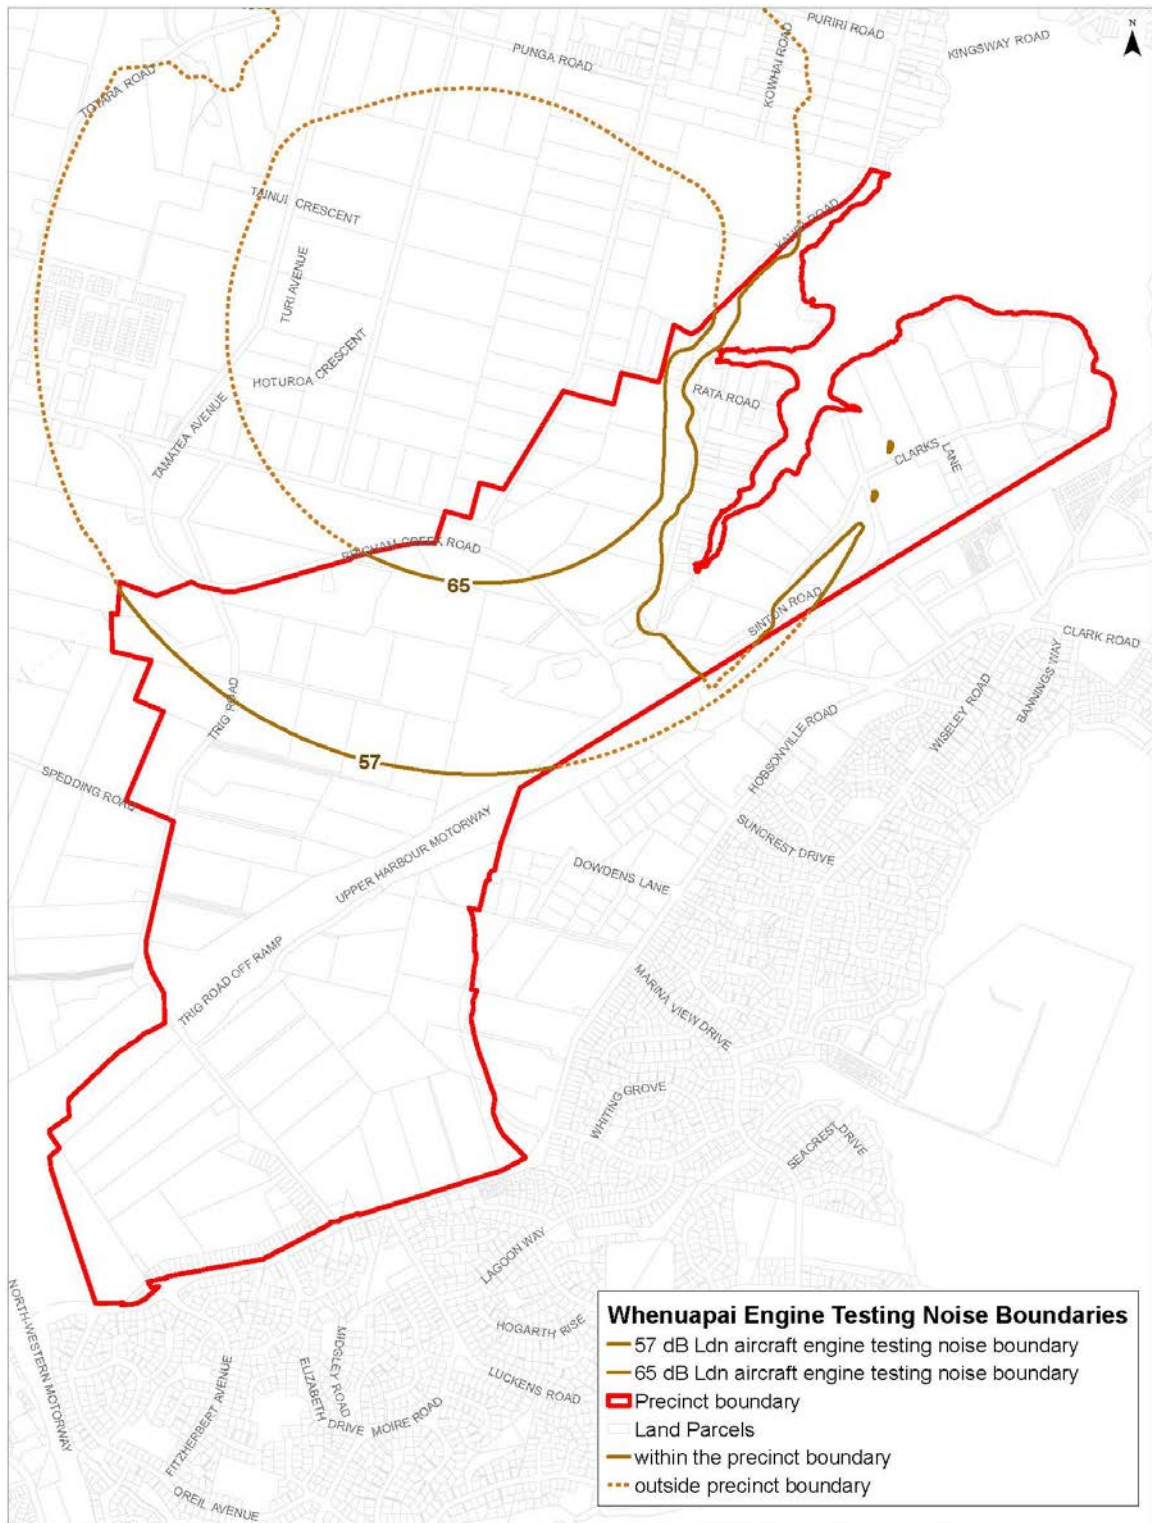 N
PURIRI ROAD
KINGSWAY ROAD
PUNGA ROAD
KOWHAI ROAD
TOTARA ROAD
TAINUI CRESCENT
KAURI ROAD
TURI AVENUE
HOTUROA CRESCENT
RATA ROAD
TAMATEA AVENUE
CLARKS LANE
BRIGHAM CREEK ROAD
65
SINTON ROAD
CLARK ROAD
BANNINGS WAY
TRIG ROAD
WISELEY ROAD
HOBSONVILLE ROAD
57
SPEDDING ROAD
UPPER HARBOUR MOTORWAY
SUNCREST DRIVE
DOWDENS LANE
TRIG ROAD OFF RAMP
MARINA VIEW DRIVE
WHITING GROVE
SEACREST DRIVE
LAGOON WAY
NORTH-WESTERN MOTORWAY
HOGARTH RISE
MIDGLEY ROAD
ELIZABETH DRIVE
LUCKENS ROAD
MOIRE ROAD
FITZHERBERT AVENUE
OREIL AVENUE
Whenuapai Engine Testing Noise Boundaries
57 dB Ldn aircraft engine testing noise boundary
65 dB Ldn aircraft engine testing noise boundary
Precinct boundary
Land Parcels
within the precinct boundary
outside precinct boundary